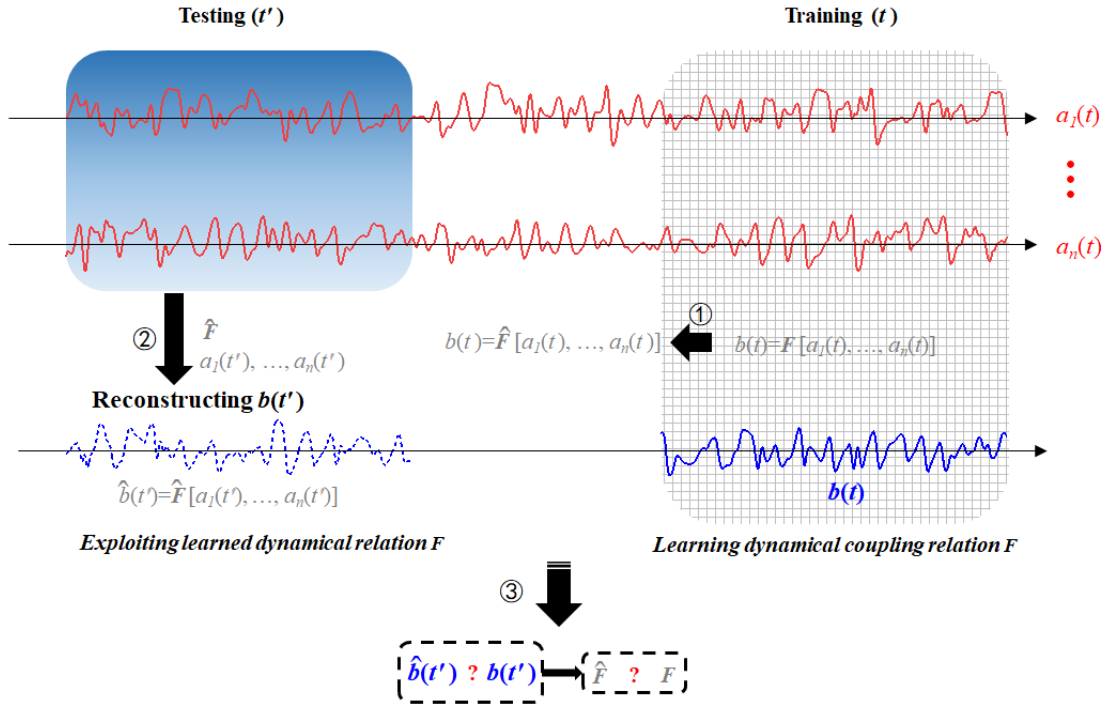 Testing (t′)
Training (t)
a₁(t)
aₙ(t)
①
②
F̂
a₁(t′), …, aₙ(t′)
b(t)=F̂ [a₁(t), …, aₙ(t)]
b(t)=F [a₁(t), …, aₙ(t)]
Reconstructing b(t′)
b̂(t′)=F̂ [a₁(t′), …, aₙ(t′)]
b(t)
Exploiting learned dynamical relation F
Learning dynamical coupling relation F
③
b̂(t′) ? b(t′)
F̂ ? F